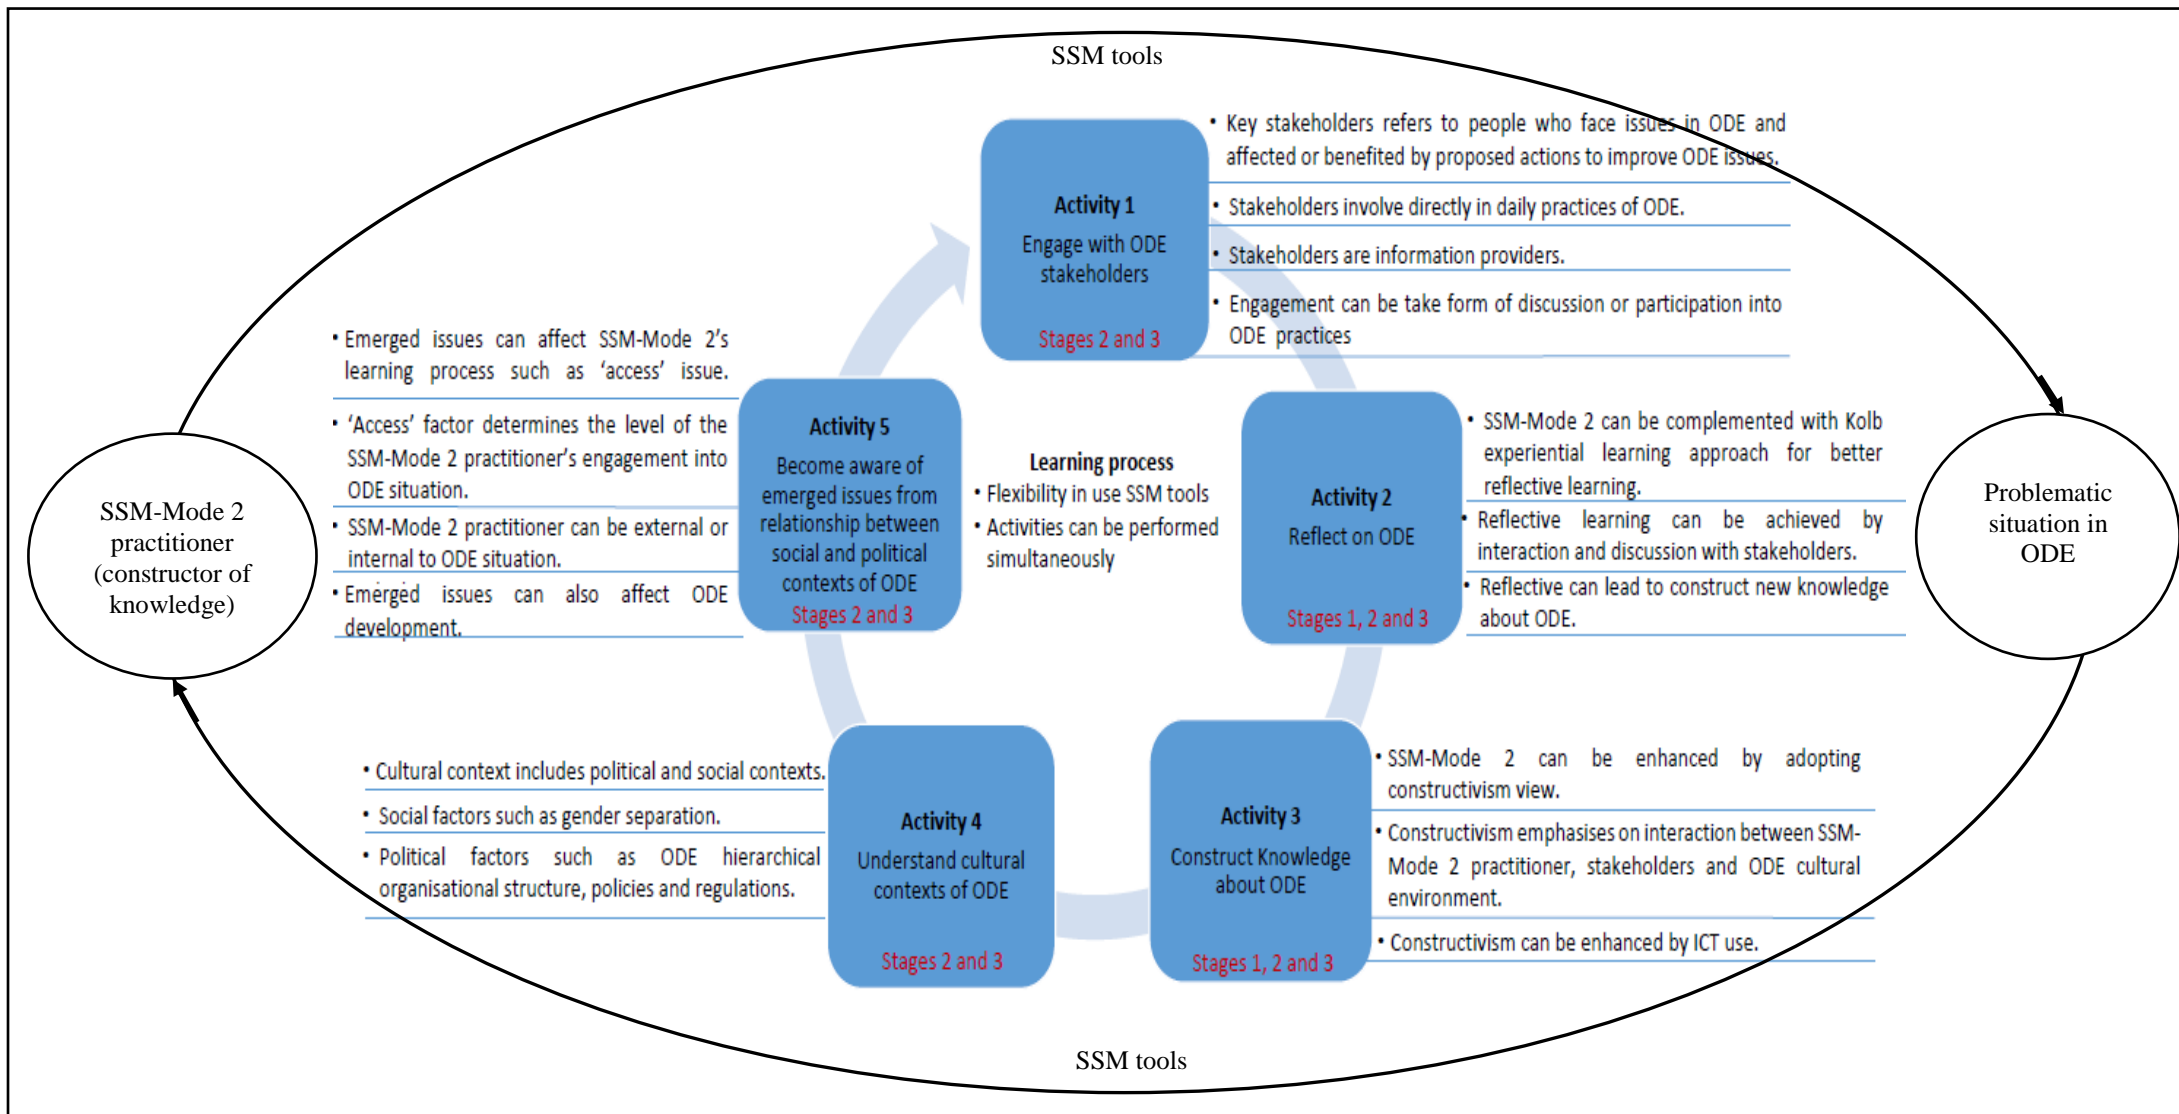 SSM tools
Activity 1
Engage with ODE
stakeholders
Stages 2 and 3
• Key stakeholders refers to people who face issues in ODE and
affected or benefited by proposed actions to improve ODE issues.
• Stakeholders involve directly in daily practices of ODE.
• Stakeholders are information providers.
• Engagement can be take form of discussion or participation into
ODE practices
Activity 2
Reflect on ODE
Stages 1, 2 and 3
• SSM-Mode 2 can be complemented with Kolb
experiential learning approach for better
reflective learning.
• Reflective learning can be achieved by
interaction and discussion with stakeholders.
• Reflective can lead to construct new knowledge
about ODE.
Activity 3
Construct Knowledge
about ODE
Stages 1, 2 and 3
• SSM-Mode 2 can be enhanced by adopting
constructivism view.
• Constructivism emphasises on interaction between SSM-
Mode 2 practitioner, stakeholders and ODE cultural
environment.
• Constructivism can be enhanced by ICT use.
Activity 4
Understand cultural
contexts of ODE
Stages 2 and 3
• Cultural context includes political and social contexts.
• Social factors such as gender separation.
• Political factors such as ODE hierarchical
organisational structure, policies and regulations.
Activity 5
Become aware of
emerged issues from
relationship between
social and political
contexts of ODE
Stages 2 and 3
• Emerged issues can affect SSM-Mode 2’s
learning process such as ‘access’ issue.
• ‘Access’ factor determines the level of the
SSM-Mode 2 practitioner’s engagement into
ODE situation.
• SSM-Mode 2 practitioner can be external or
internal to ODE situation.
• Emerged issues can also affect ODE
development.
Learning process
• Flexibility in use SSM tools
• Activities can be performed
simultaneously
SSM-Mode 2
practitioner
(constructor of
knowledge)
Problematic
situation in
ODE
SSM tools